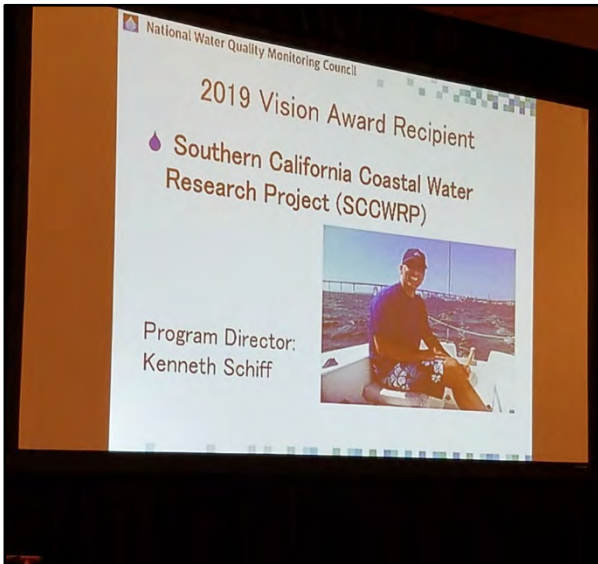 National Water Quality Monitoring Council
2019 Vision Award Recipient
Southern California Coastal Water
Research Project (SCCWRP)
Program Director:
Kenneth Schiff